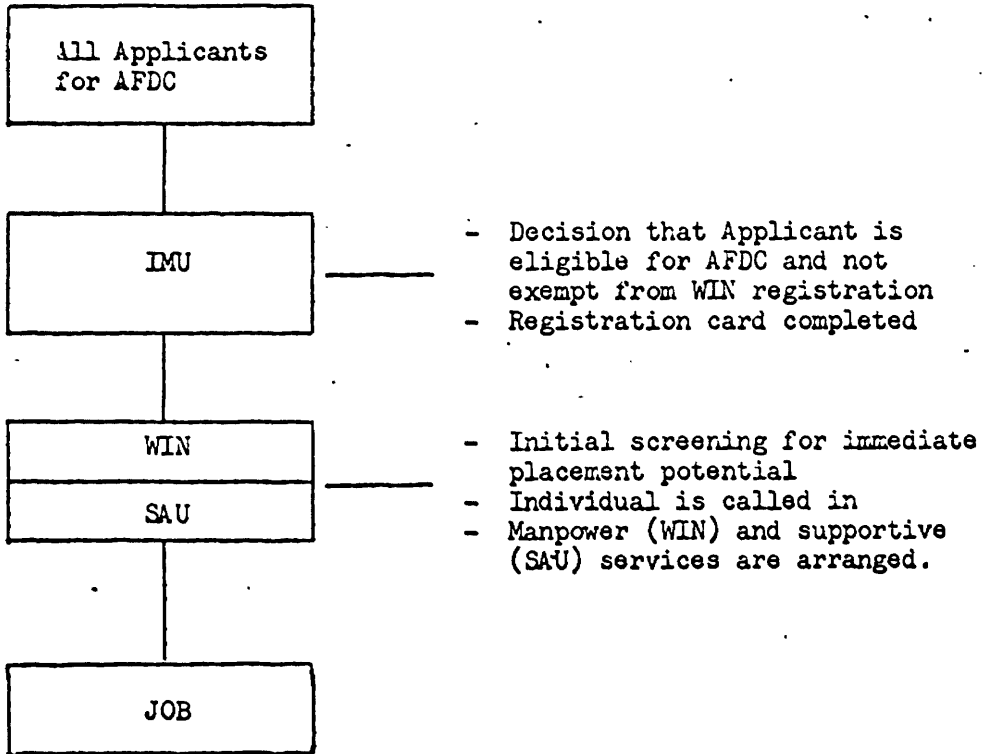 All Applicants
for AFDC
IMU
- Decision that Applicant is
eligible for AFDC and not
exempt from WIN registration
- Registration card completed
WIN
SAU
- Initial screening for immediate
placement potential
- Individual is called in
- Manpower (WIN) and supportive
(SAU) services are arranged.
JOB